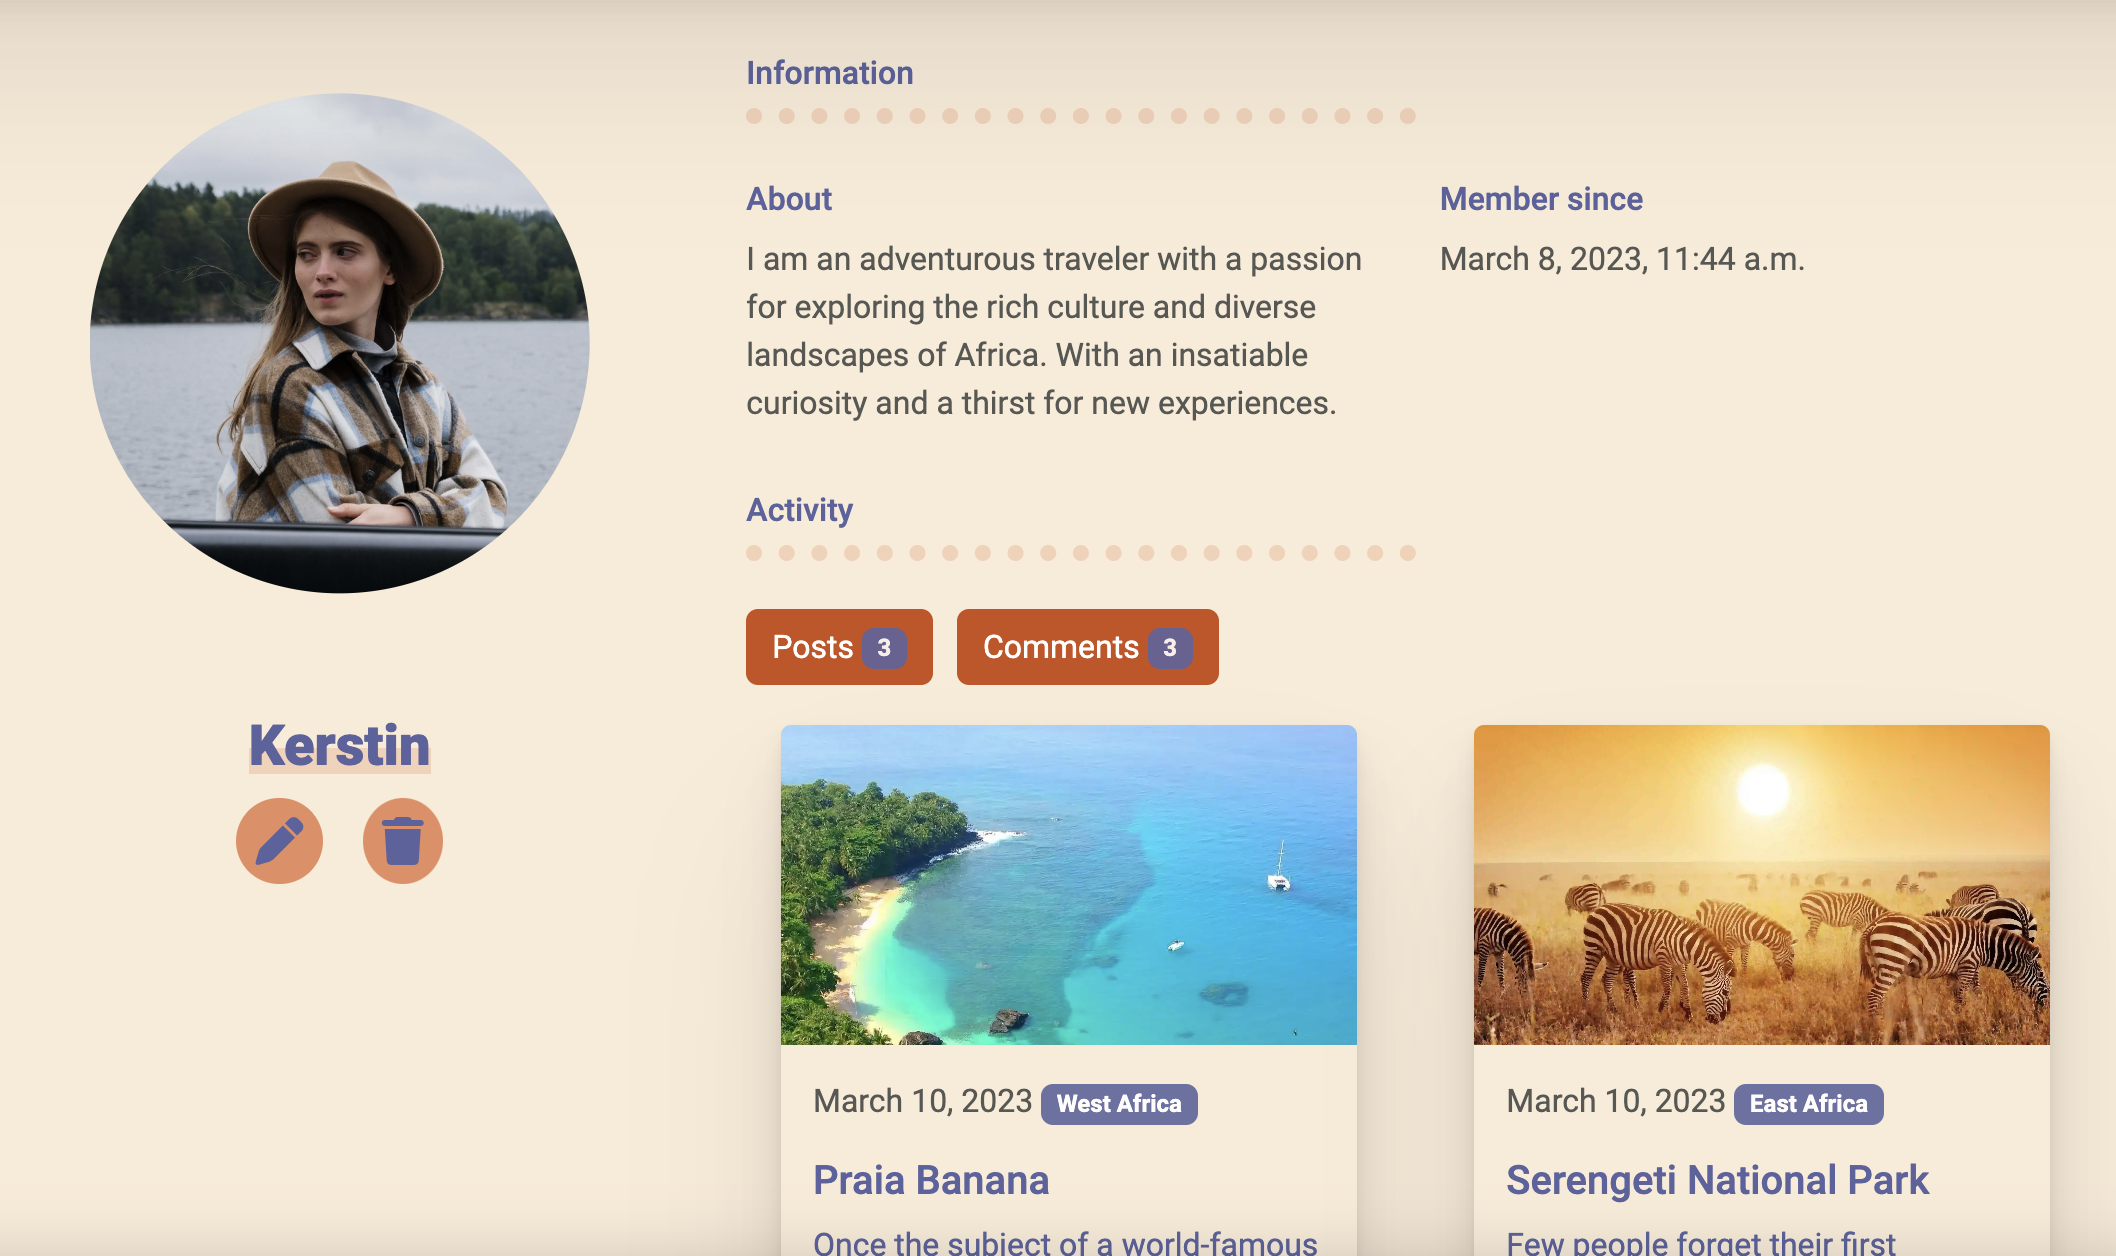 Information
About
I am an adventurous traveler with a passion
for exploring the rich culture and diverse
landscapes of Africa. With an insatiable
curiosity and a thirst for new experiences.
Member since
March 8, 2023, 11:44 a.m.
Activity
Posts 3
Comments 3
Kerstin
March 10, 2023 West Africa
Praia Banana
Once the subject of a world-famous
March 10, 2023 East Africa
Serengeti National Park
Few people forget their first